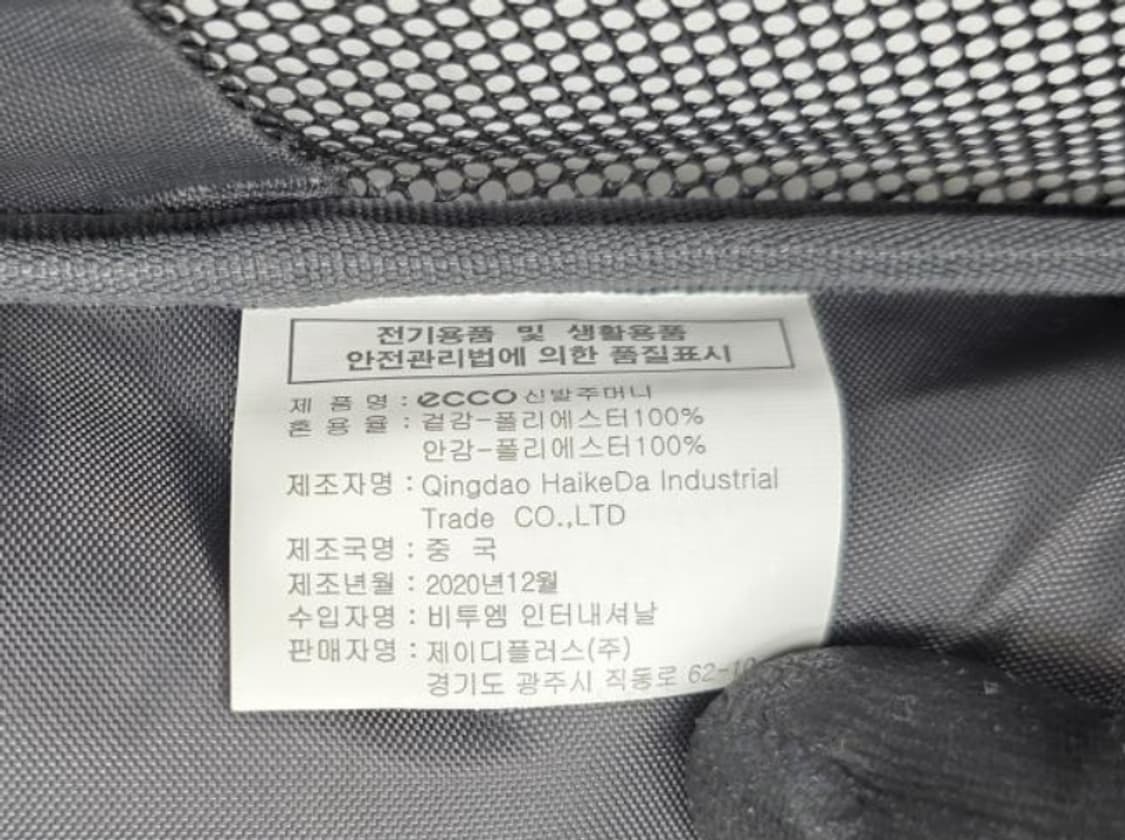 전기용품 및 생활용품
안전관리법에 의한 품질표시
제 품 명 : ecco 신발주머니
혼 용 율 : 겉감-폴리에스터100%
안감-폴리에스터100%
제조자명 : Qingdao HaikeDa Industrial
Trade CO.,LTD
제조국명 : 중 국
제조년월 : 2020년12월
수입자명 : 비투엠 인터내셔날
판매자명 : 제이디플러스(주)
경기도 광주시 직동로